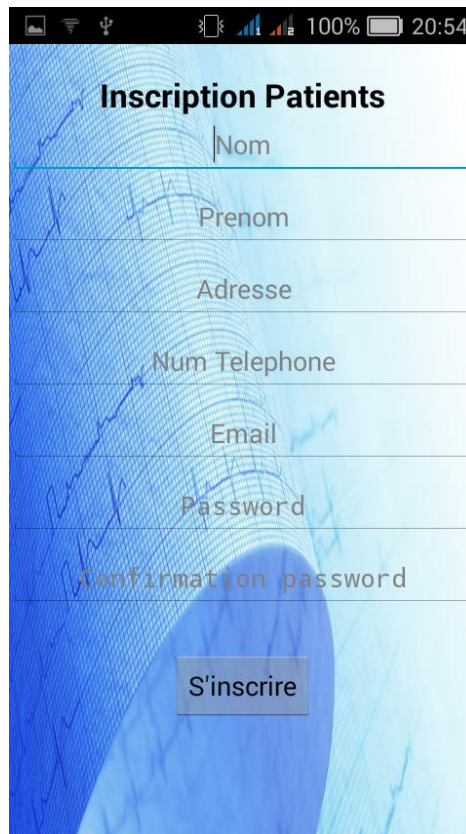 100% 20:54
Inscription Patients
Nom
Prenom
Adresse
Num Telephone
Email
Password
Confirmation password
S'inscrire